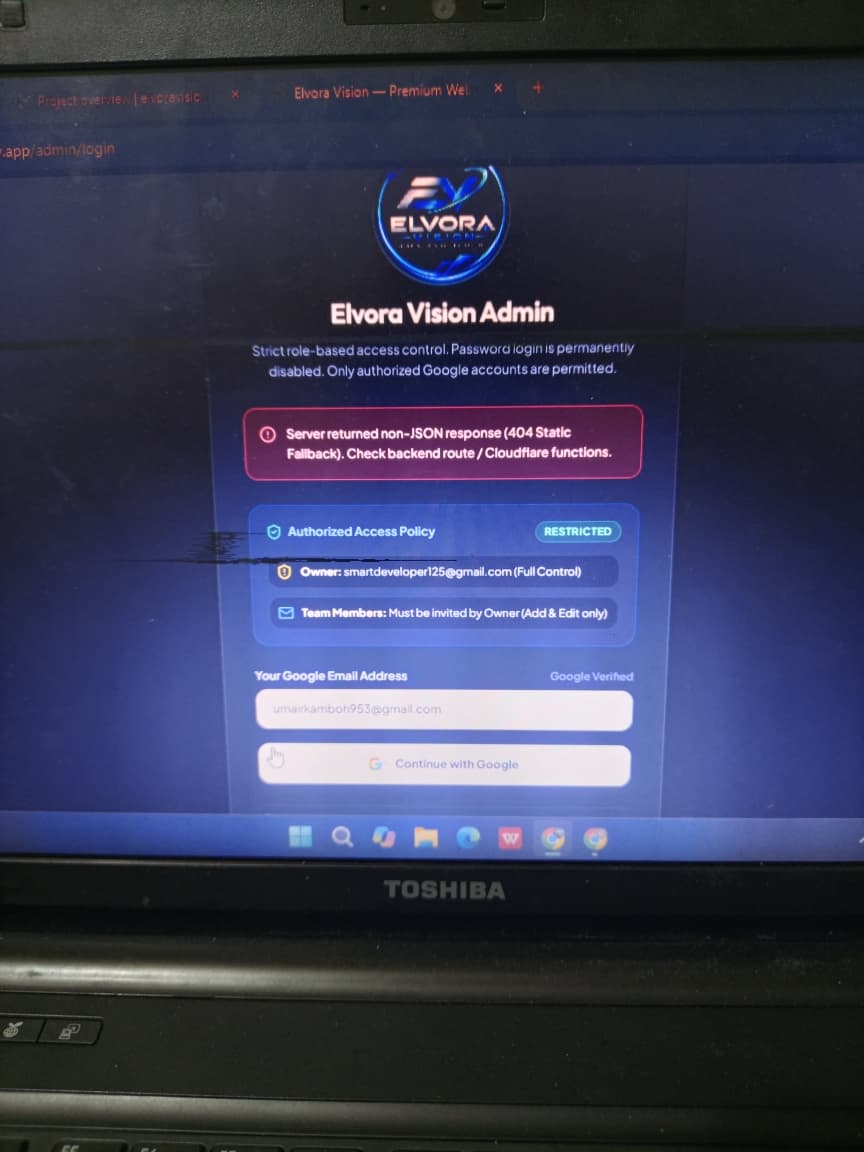 Project overview |
Elvora Vision — Premium Wel
.app/admin/login
ELVORA
VISION
Elvora Vision Admin
Strict role-based access control. Password login is permanently
disabled. Only authorized Google accounts are permitted.
Server returned non-JSON response (404 Static
Fallback). Check backend route / Cloudflare functions.
Authorized Access Policy
RESTRICTED
Owner: smartdeveloper125@gmail.com (Full Control)
Team Members: Must be invited by Owner (Add & Edit only)
Your Google Email Address
Google Verified
umairkamboh953@gmail.com
Continue with Google
TOSHIBA